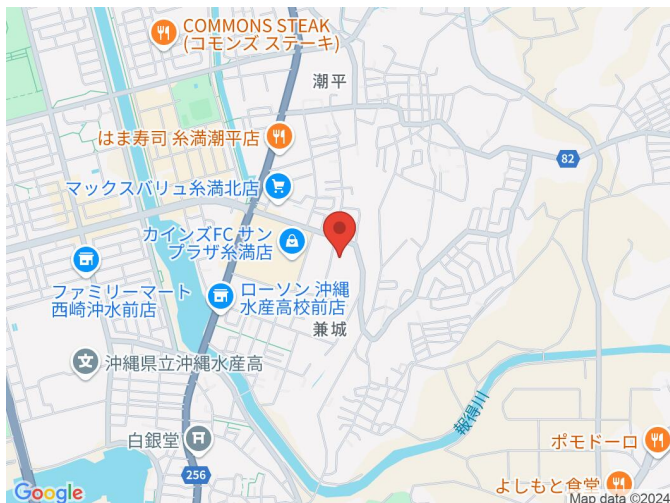 COMMONS STEAK
(コモンズ ステーキ)
潮平
はま寿司 糸満潮平店
82
マックスバリュ糸満北店
カインズFC サン
プラザ糸満店
ファミリーマート
西崎沖水前店
ローソン 沖縄
水産高校前店
兼城
沖縄県立沖縄水産高
報得川
白銀堂
ポモドーロ
256
よしもと食堂
Google
Map data ©2024